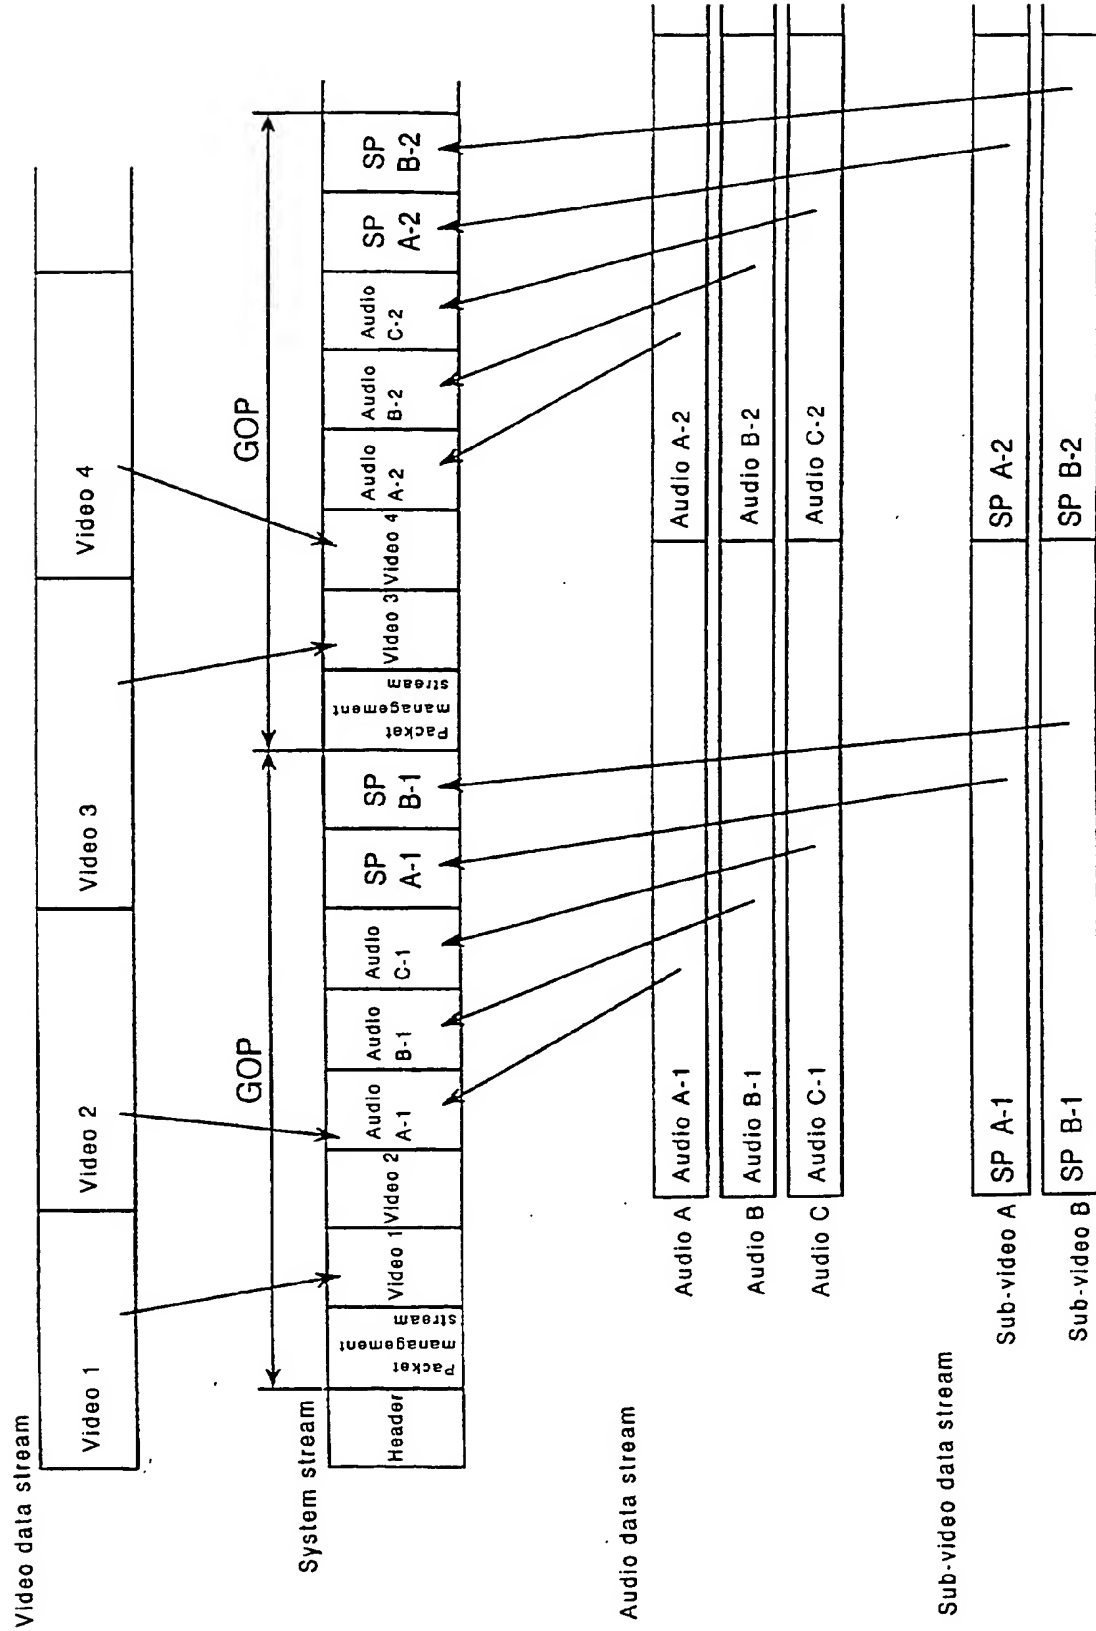 Video data stream
Video 1
Video 2
Video 3
Video 4
GOP
GOP
System stream
Header
Packet
management
stream
Video 1
Video 2
Audio
A-1
Audio
B-1
Audio
C-1
SP
A-1
SP
B-1
Packet
management
stream
Video 3
Video 4
Audio
A-2
Audio
B-2
Audio
C-2
SP
A-2
SP
B-2
Audio data stream
Audio A
Audio A-1
Audio A-2
Audio B
Audio B-1
Audio B-2
Audio C
Audio C-1
Audio C-2
Sub-video data stream
Sub-video A
SP A-1
SP A-2
Sub-video B
SP B-1
SP B-2